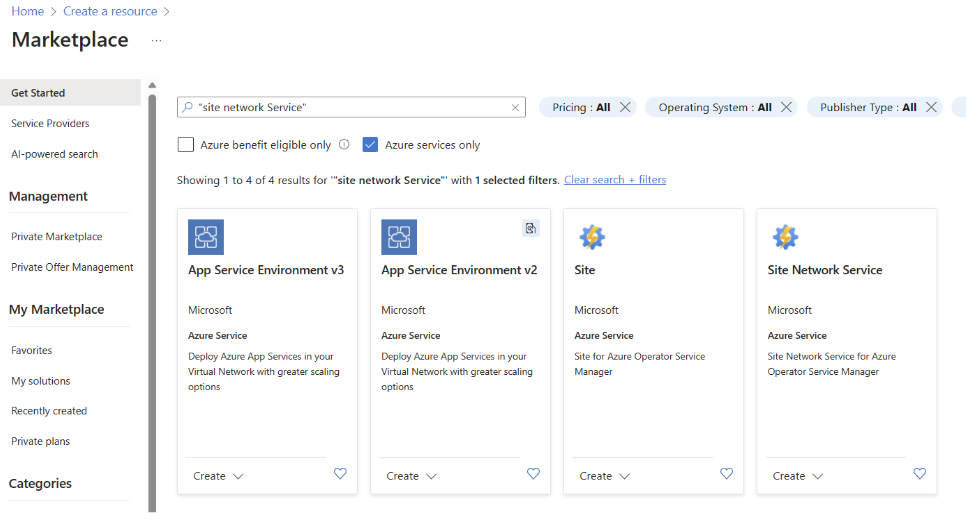 Home > Create a resource >
Marketplace ...
Get Started
Service Providers
AI-powered search
Management
Private Marketplace
Private Offer Management
My Marketplace
Favorites
My solutions
Recently created
Private plans
Categories
"site network Service"
Pricing : All
Operating System : All
Publisher Type : All
Azure benefit eligible only
Azure services only
Showing 1 to 4 of 4 results for '"site network Service"' with 1 selected filters. Clear search + filters
App Service Environment v3
Microsoft
Azure Service
Deploy Azure App Services in your
Virtual Network with greater scaling
options
Create
App Service Environment v2
Microsoft
Azure Service
Deploy Azure App Services in your
Virtual Network with greater scaling
options
Create
Site
Microsoft
Azure Service
Site for Azure Operator Service
Manager
Create
Site Network Service
Microsoft
Azure Service
Site Network Service for Azure
Operator Service Manager
Create